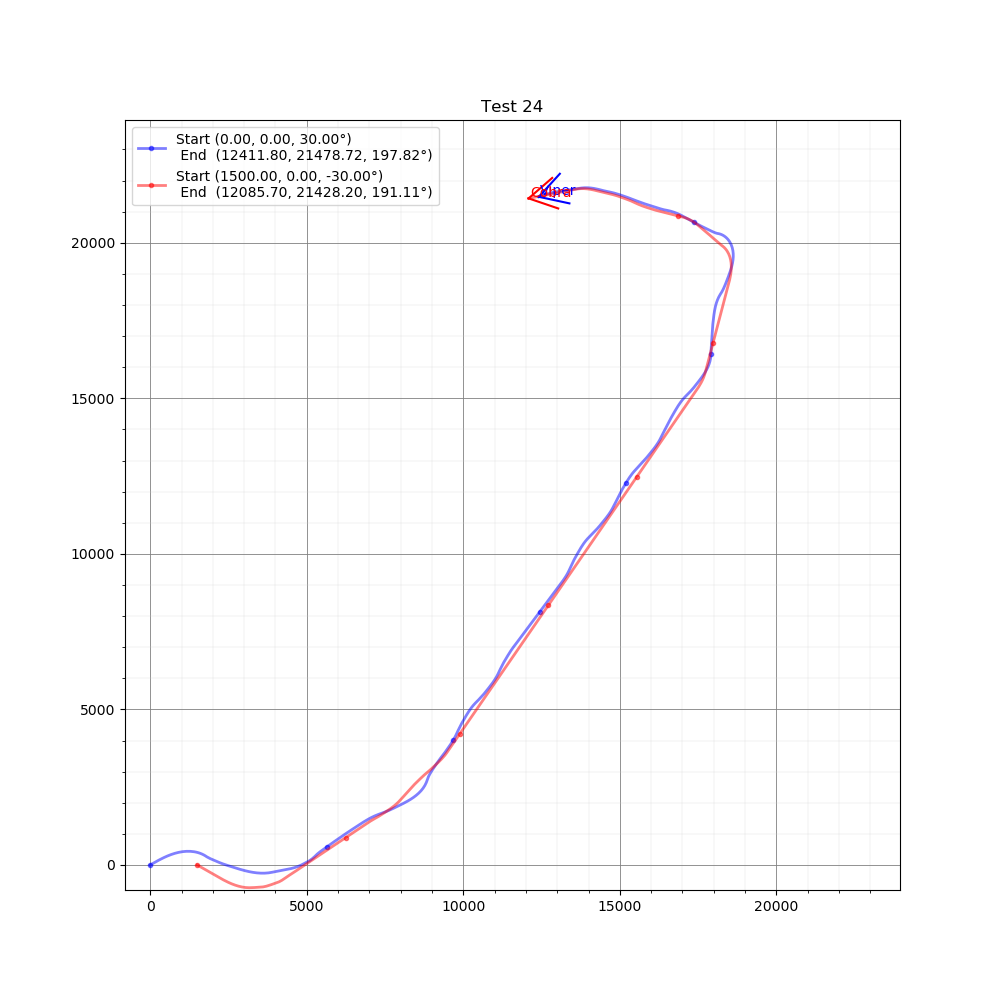 Test 24
Start (0.00, 0.00, 30.00°)
End (12411.80, 21478.72, 197.82°)
Start (1500.00, 0.00, -30.00°)
End (12085.70, 21428.20, 191.11°)
20000
15000
10000
5000
0
0
5000
10000
15000
20000